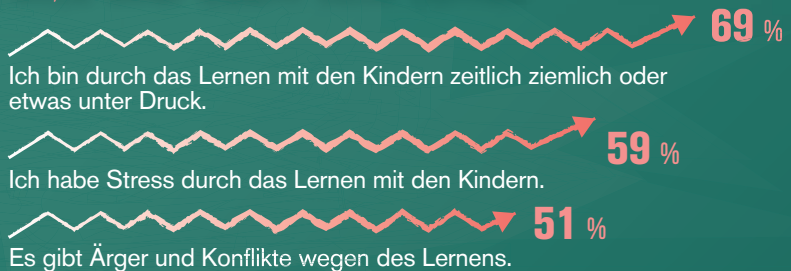 69 %
Ich bin durch das Lernen mit den Kindern zeitlich ziemlich oder
etwas unter Druck.
59 %
Ich habe Stress durch das Lernen mit den Kindern.
51 %
Es gibt Ärger und Konflikte wegen des Lernens.